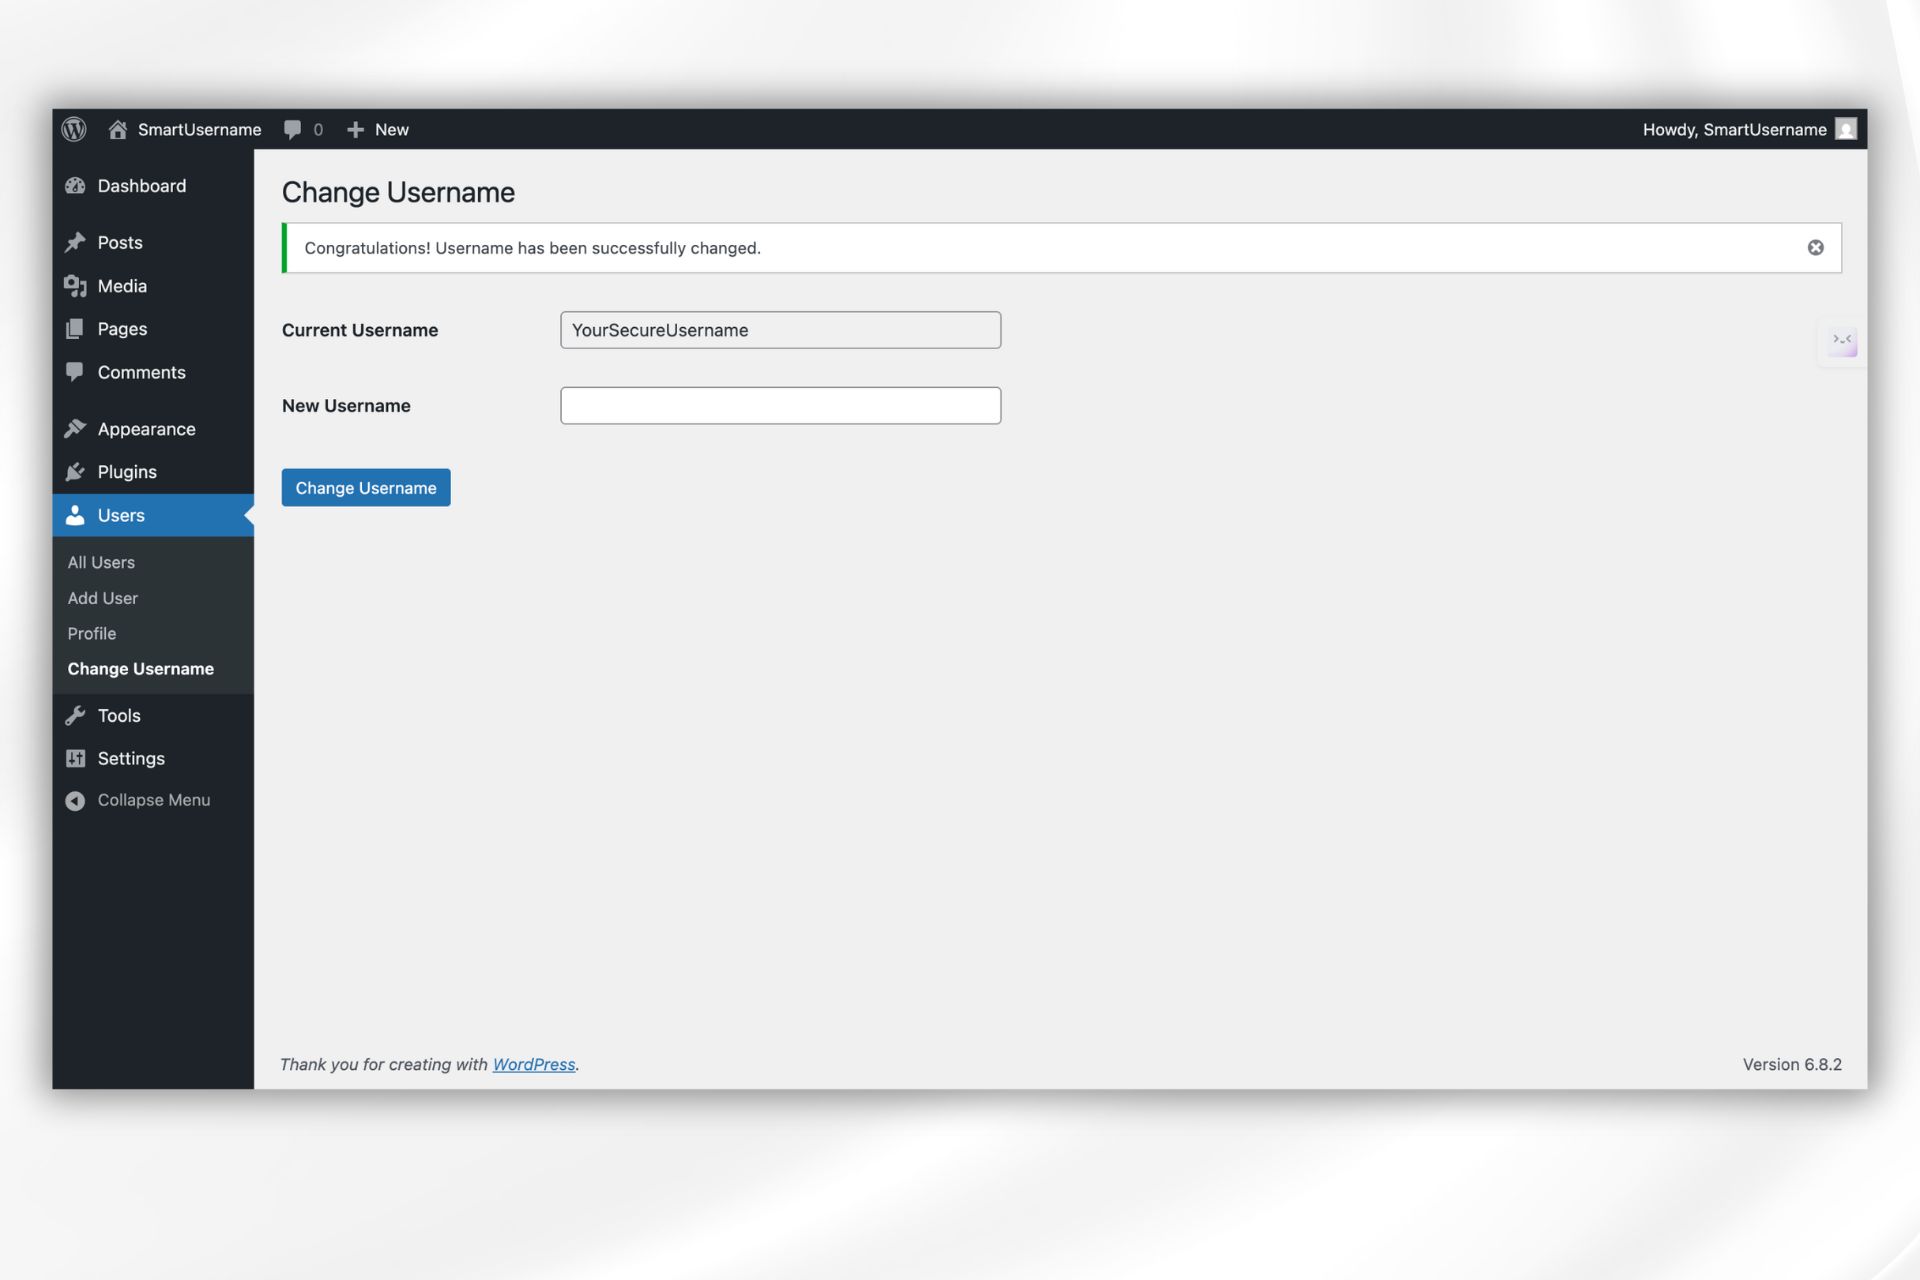 SmartUsername 0 New Howdy, SmartUsername
Dashboard
Posts
Media
Pages
Comments
Appearance
Plugins
Users
All Users
Add User
Profile
Change Username
Tools
Settings
Collapse Menu
Change Username
Congratulations! Username has been successfully changed.
Current Username YourSecureUsername
New Username
Change Username
Thank you for creating with WordPress. Version 6.8.2